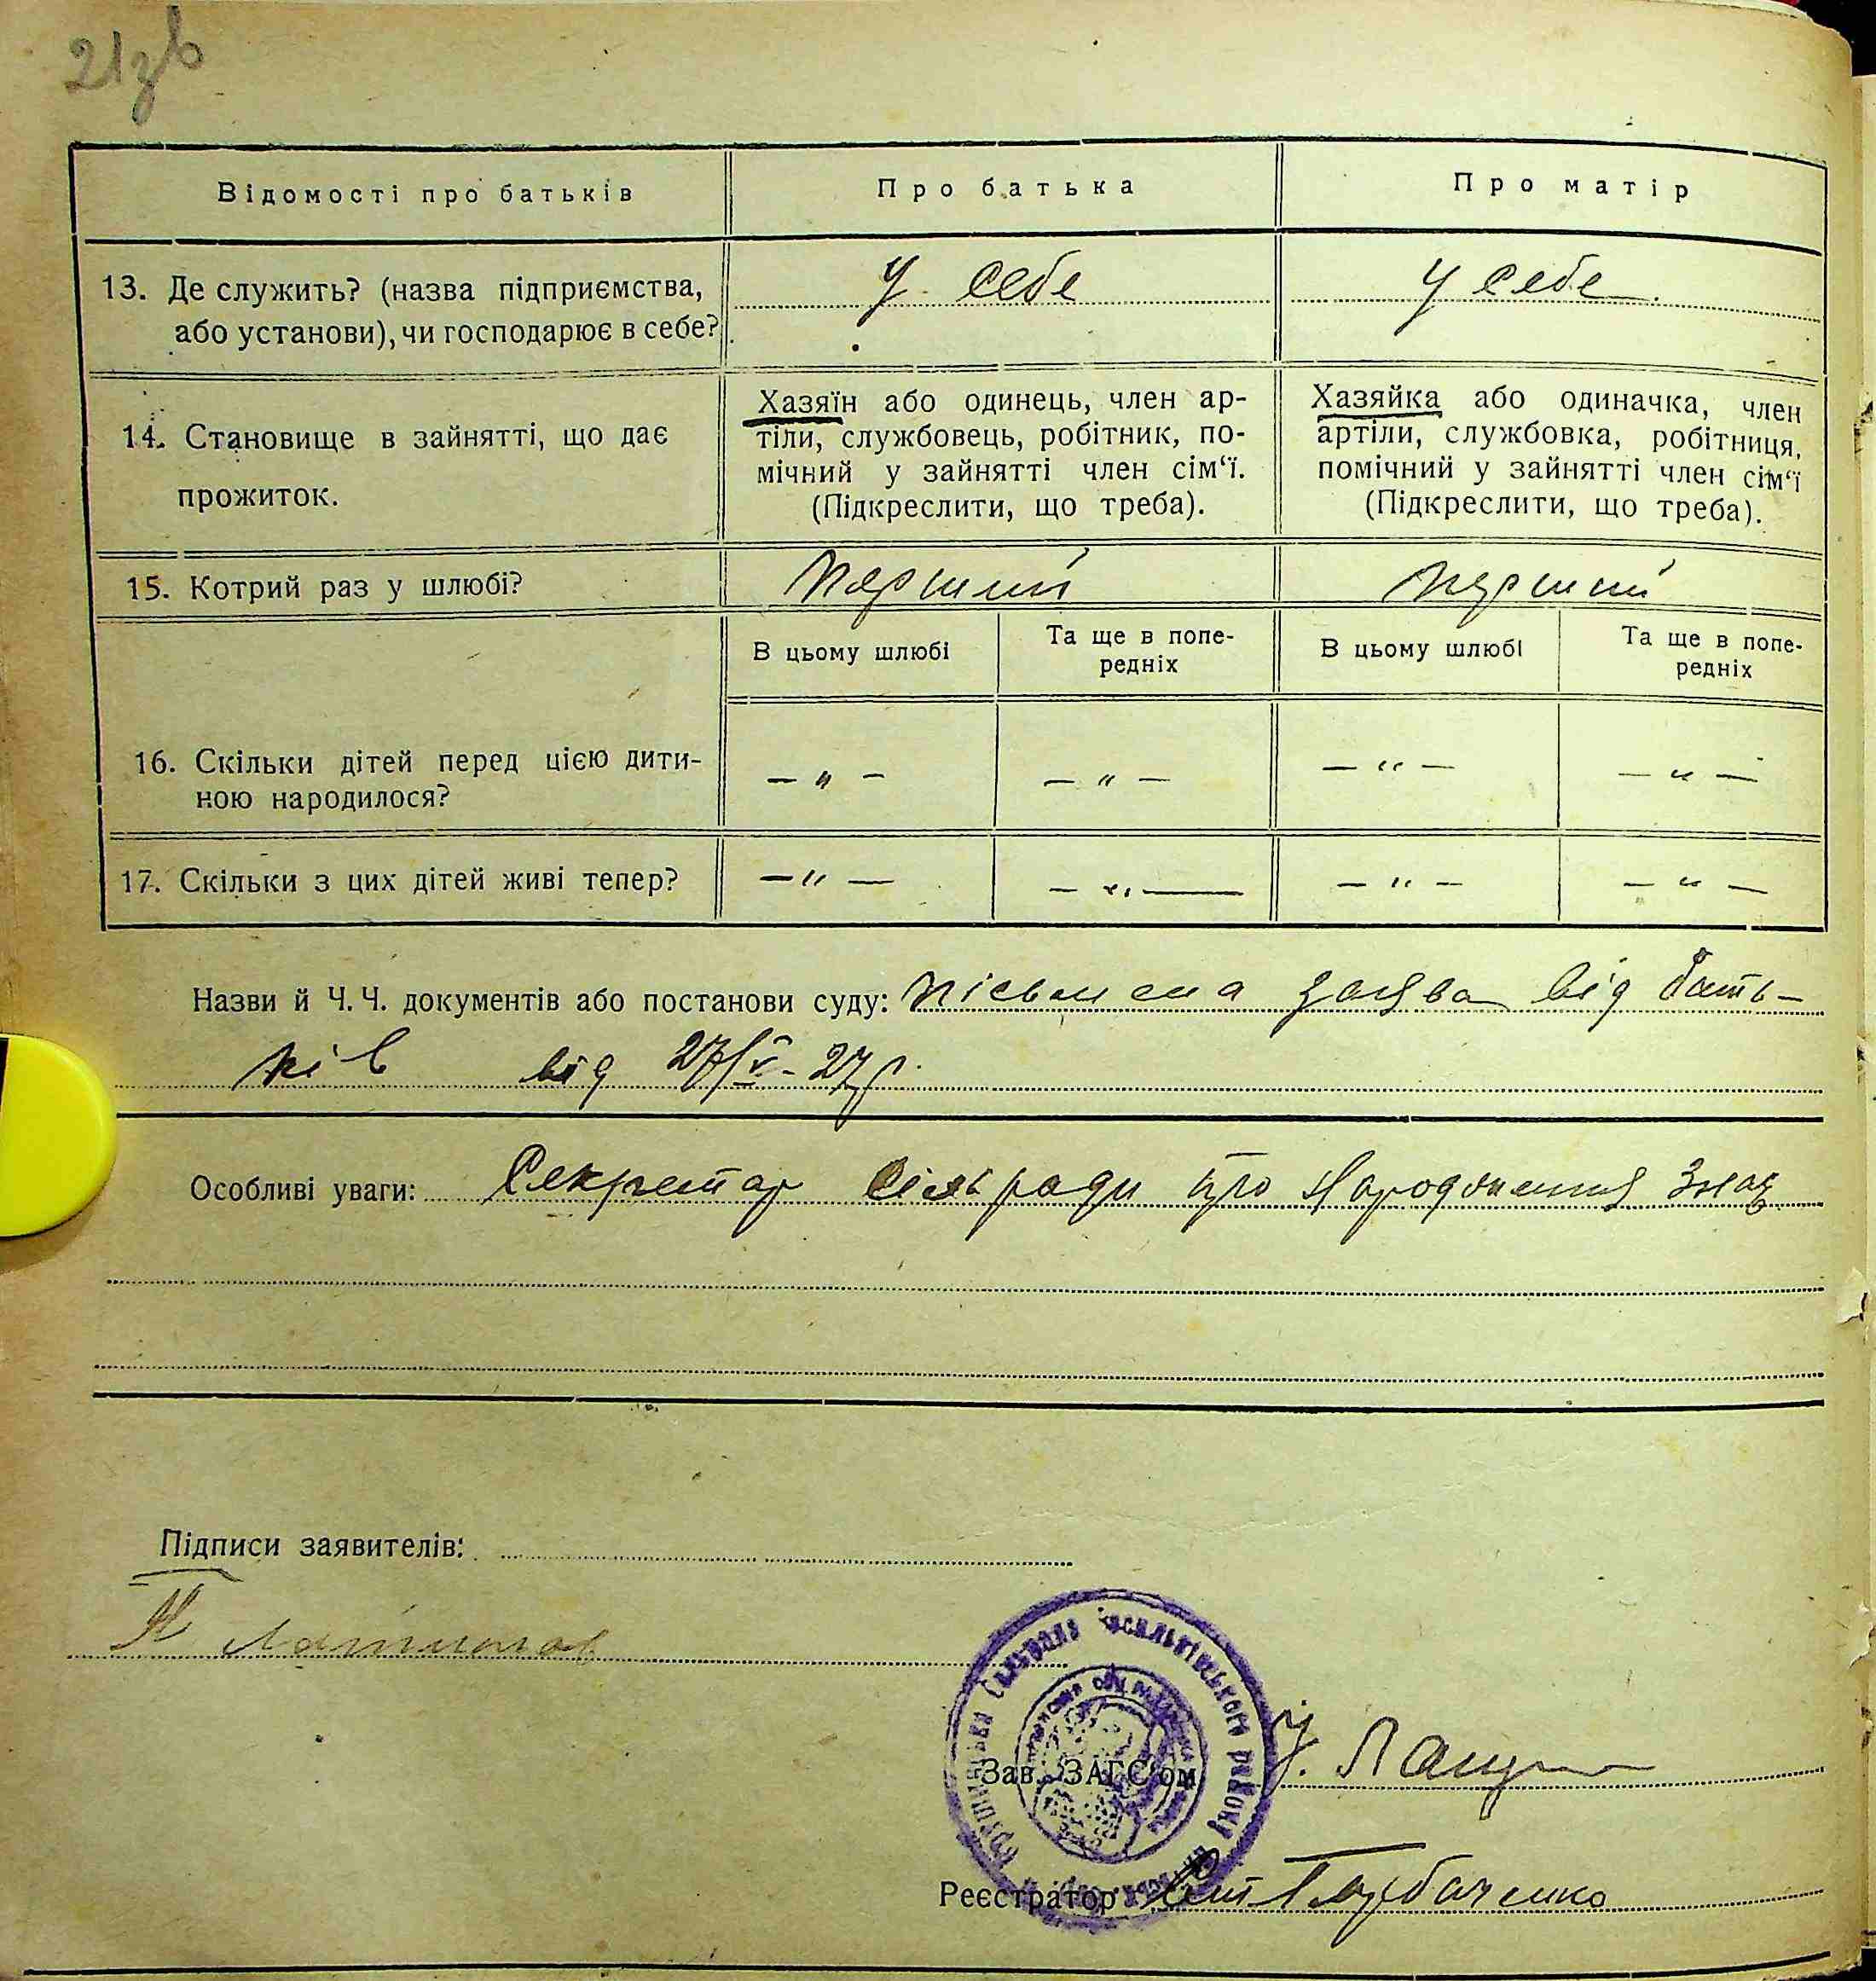 21зв
Відомості про батьків
Про батька
Про матір
13. Де служить? (назва підприємства,
або установи), чи господарює в себе?
У себе
У себе
14. Становище в зайнятті, що дає
прожиток.
Хазяїн або одинець, член ар-
тіли, службовець, робітник, по-
мічний у зайнятті член сім‘ї.
(Підкреслити, що треба).
Хазяйка або одиначка, член
артіли, службовка, робітниця,
помічний у зайнятті член сім‘ї
(Підкреслити, що треба).
15. Котрий раз у шлюбі?
Перший
Перший
В цьому шлюбі
Та ще в попе-
редніх
В цьому шлюбі
Та ще в попе-
редніх
16. Скільки дітей перед цією дити-
ною народилося?
— „ —
— „ —
— „ —
— „ —
17. Скільки з цих дітей живі тепер?
— „ —
— „ —
— „ —
— „ —
Назви й Ч. Ч. документів або постанови суду: пісьмена заява від бать-
ків від 27/V-27 р.
Особливі уваги: Секретар Сільради про Народження знає
Підписи заявителів:
Сільрада Васильківського району
Зав. ЗАГС‘ом
Реєстратор Горбаченко